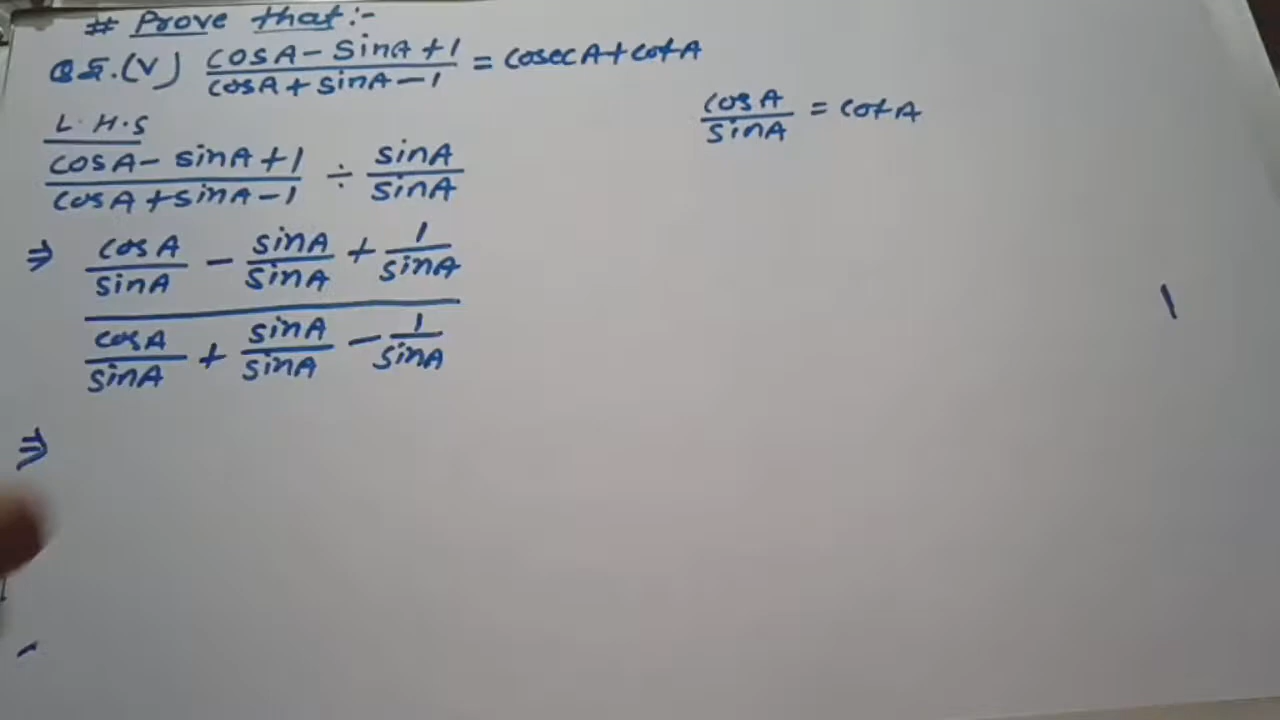 # Prove that :-
Q5.(V) cosA - sinA + 1 / cosA + sinA - 1 = cosecA + cotA
cosA / sinA = cotA
L.H.S
cosA - sinA + 1 / cosA + sinA - 1 ÷ sinA / sinA
⇒ cosA / sinA - sinA / sinA + 1 / sinA
cosA / sinA + sinA / sinA - 1 / sinA
⇒